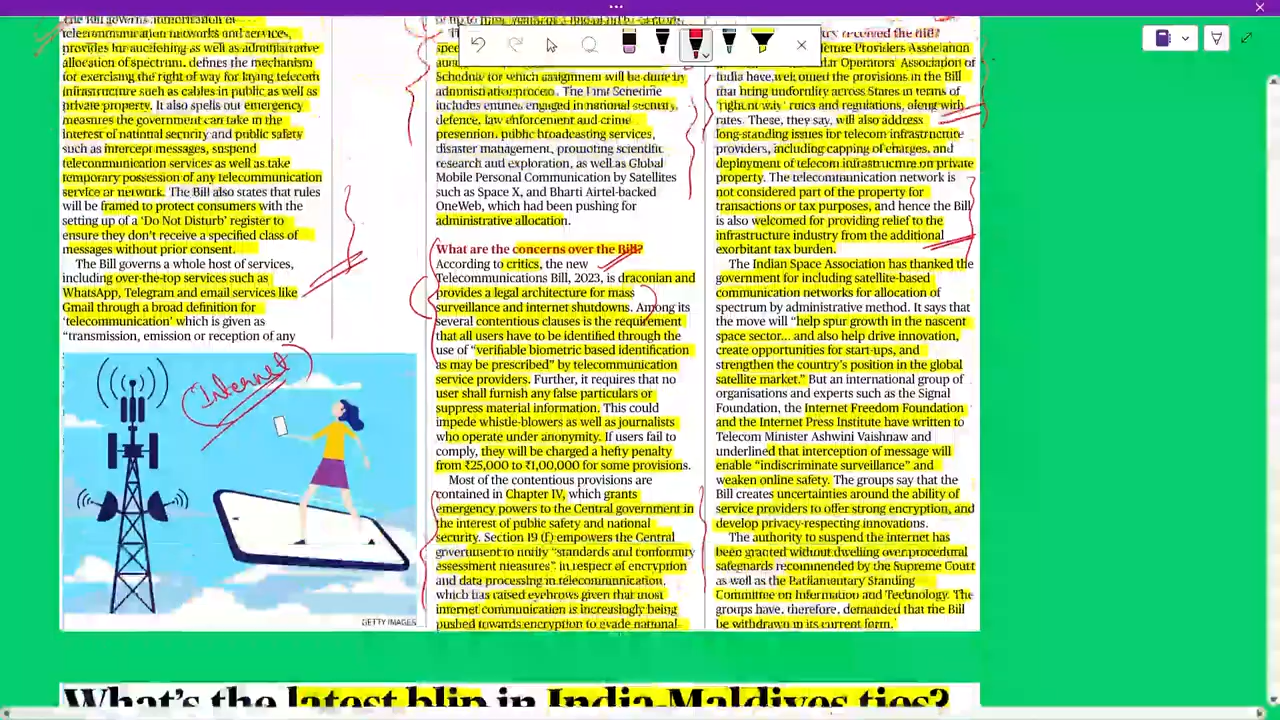 The Bill governs
telecommunication networks and services,
provides for auctioning as well as administrative
allocation of spectrum, defines the mechanism
for exercising the right of way for laying telecom
infrastructure such as cables in public as well as
private property. It also spells out emergency
measures the government can take in the
interest of national security and public safety
such as intercept messages, suspend
telecommunication services as well as take
temporary possession of any telecommunication
service or network. The Bill also states that rules
will be framed to protect consumers with the
setting up of a ‘Do Not Disturb’ register to
ensure they don’t receive a specified class of
messages without prior consent.
The Bill governs a whole host of services,
including over-the-top services such as
WhatsApp, Telegram and email services like
Gmail through a broad definition for
‘telecommunication’ which is given as
“transmission, emission or reception of any
Internet
GETTY IMAGES
Schedule for which assignment will be done by
administration process. The First Schedule
includes entities engaged in national security,
defence, law enforcement and crime
prevention, public broadcasting services,
disaster management, promoting scientific
research and exploration, as well as Global
Mobile Personal Communication by Satellites
such as Space X, and Bharti Airtel-backed
OneWeb, which had been pushing for
administrative allocation.
What are the concerns over the Bill?
According to critics, the new
Telecommunications Bill, 2023, is draconian and
provides a legal architecture for mass
surveillance and internet shutdowns. Among its
several contentious clauses is the requirement
that all users have to be identified through the
use of “verifiable biometric based identification
as may be prescribed” by telecommunication
service providers. Further, it requires that no
user shall furnish any false particulars or
suppress material information. This could
impede whistle-blowers as well as journalists
who operate under anonymity. If users fail to
comply, they will be charged a hefty penalty
from ₹25,000 to ₹1,00,000 for some provisions.
Most of the contentious provisions are
contained in Chapter IV, which grants
emergency powers to the Central government in
the interest of public safety and national
security. Section 19 (f) empowers the Central
government to notify “standards and conformity
assessment measures” in respect of encryption
and data processing in telecommunication,
which has raised eyebrows given that most
internet communication is increasingly being
pushed towards encryption to evade national
received the Bill?
Providers Association
Operators’ Association of
India have welcomed the provisions in the Bill
that bring uniformity across States in terms of
‘right of way’ rules and regulations, along with
rates. These, they say, will also address
long-standing issues for telecom infrastructure
providers, including capping of charges, and
deployment of telecom infrastructure on private
property. The telecommunication network is
not considered part of the property for
transactions or tax purposes, and hence the Bill
is also welcomed for providing relief to the
infrastructure industry from the additional
exorbitant tax burden.
The Indian Space Association has thanked the
government for including satellite-based
communication networks for allocation of
spectrum by administrative method. It says that
the move will “help spur growth in the nascent
space sector... and also help drive innovation,
create opportunities for start-ups, and
strengthen the country’s position in the global
satellite market.” But an international group of
organisations and experts such as the Signal
Foundation, the Internet Freedom Foundation
and the Internet Press Institute have written to
Telecom Minister Ashwini Vaishnaw and
underlined that interception of message will
enable “indiscriminate surveillance” and
weaken online safety. The groups say that the
Bill creates uncertainties around the ability of
service providers to offer strong encryption, and
develop privacy-respecting innovations.
The authority to suspend the internet has
been granted without dwelling over procedural
safeguards recommended by the Supreme Court
as well as the Parliamentary Standing
Committee on Information and Technology. The
groups have, therefore, demanded that the Bill
be withdrawn in its current form.
What’s the latest blip in India-Maldives ties?